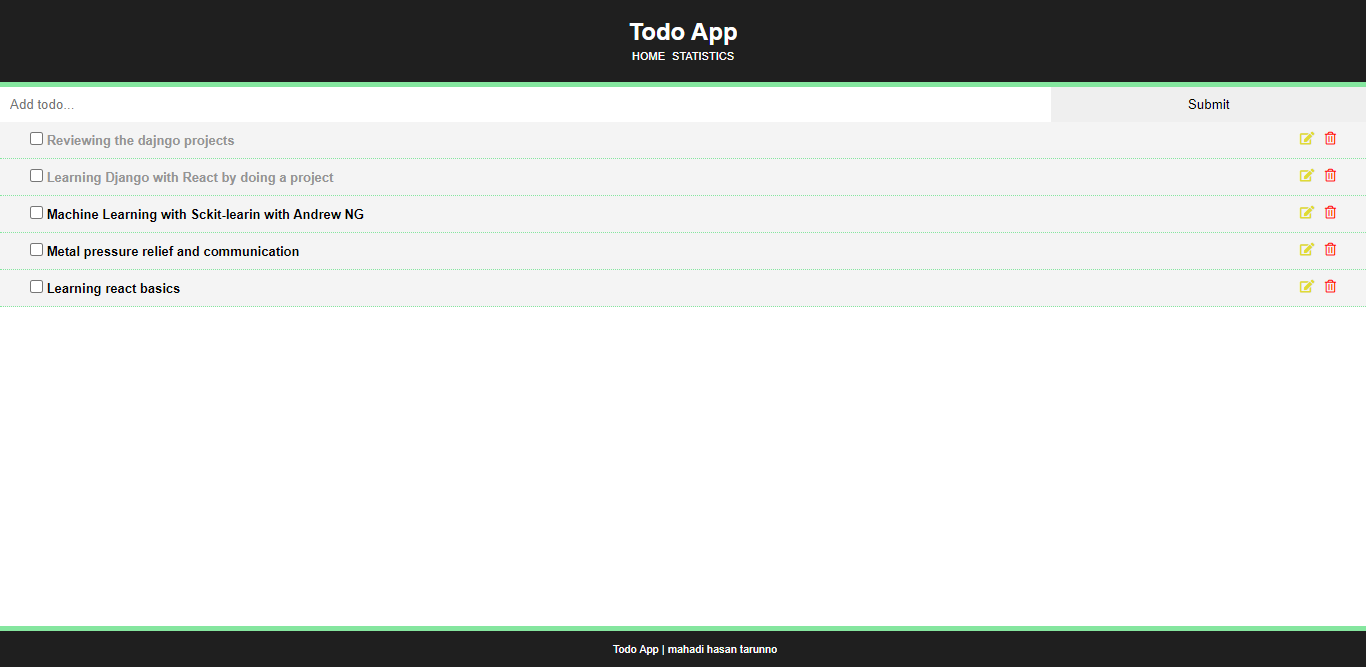 Todo App
HOME STATISTICS
Add todo...
Submit
Reviewing the dajngo projects
Learning Django with React by doing a project
Machine Learning with Sckit-learin with Andrew NG
Metal pressure relief and communication
Learning react basics
Todo App | mahadi hasan tarunno